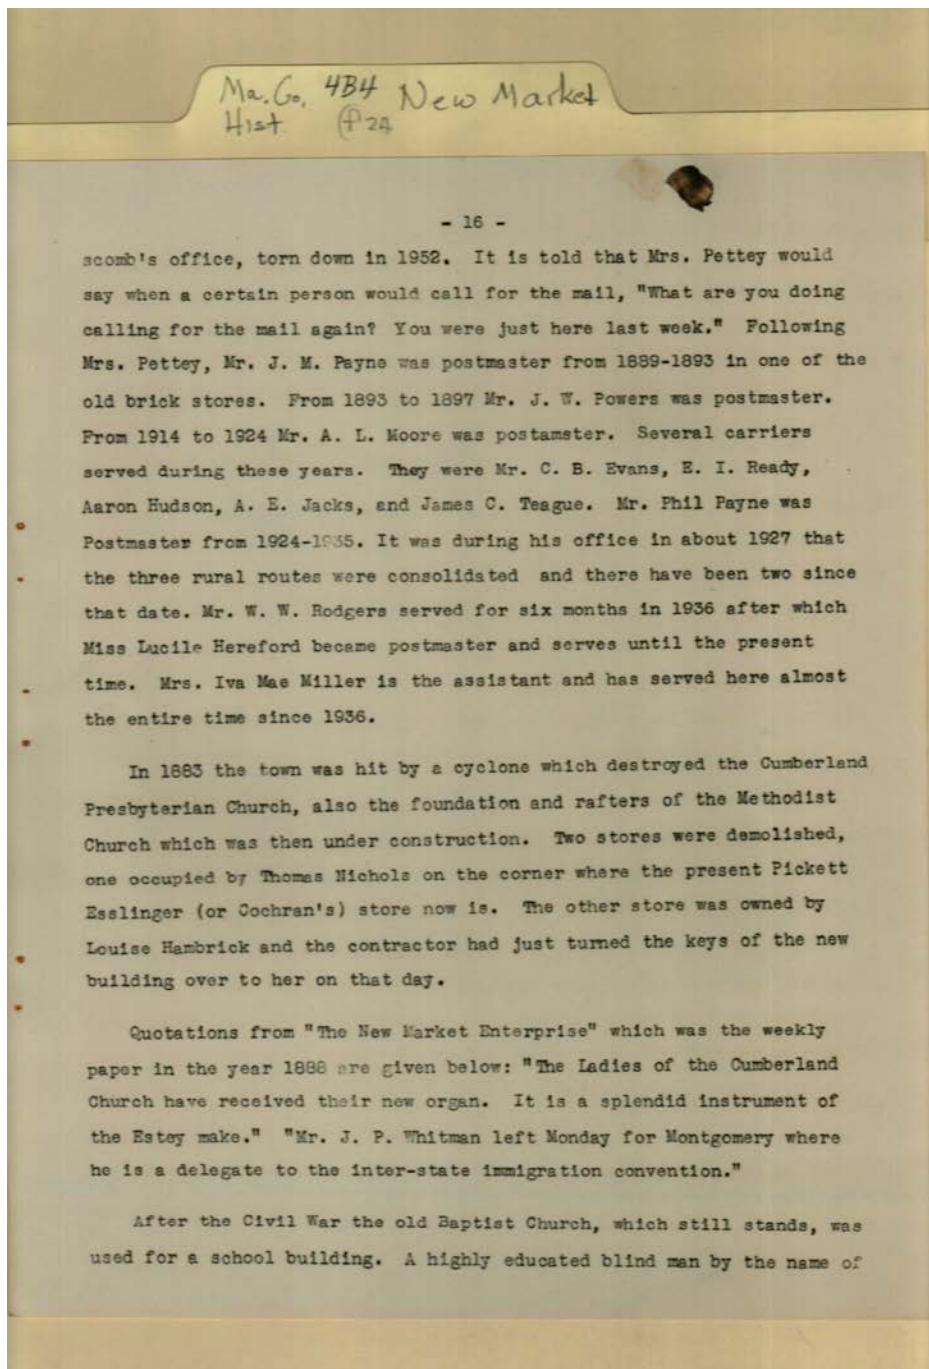 Ma. Co. 4B4 New Market
Hist P 24
- 16 -
scomb's office, torn down in 1952. It is told that Mrs. Pettey would
say when a certain person would call for the mail, "What are you doing
calling for the mail again? You were just here last week." Following
Mrs. Pettey, Mr. J. M. Payne was postmaster from 1889-1893 in one of the
old brick stores. From 1893 to 1897 Mr. J. W. Powers was postmaster.
From 1914 to 1924 Mr. A. L. Moore was postamster. Several carriers
served during these years. They were Mr. C. B. Evans, E. I. Ready,
Aaron Hudson, A. E. Jacks, and James C. Teague. Mr. Phil Payne was
Postmaster from 1924-1935. It was during his office in about 1927 that
the three rural routes were consolidated and there have been two since
that date. Mr. W. W. Rodgers served for six months in 1936 after which
Miss Lucile Hereford became postmaster and serves until the present
time. Mrs. Iva Mae Miller is the assistant and has served here almost
the entire time since 1936.
In 1883 the town was hit by a cyclone which destroyed the Cumberland
Presbyterian Church, also the foundation and rafters of the Methodist
Church which was then under construction. Two stores were demolished,
one occupied by Thomas Nichols on the corner where the present Pickett
Esslinger (or Cochran's) store now is. The other store was owned by
Louise Hambrick and the contractor had just turned the keys of the new
building over to her on that day.
Quotations from "The New Market Enterprise" which was the weekly
paper in the year 1888 are given below: "The Ladies of the Cumberland
Church have received their new organ. It is a splendid instrument of
the Estey make." "Mr. J. P. Whitman left Monday for Montgomery where
he is a delegate to the inter-state immigration convention."
After the Civil War the old Baptist Church, which still stands, was
used for a school building. A highly educated blind man by the name of